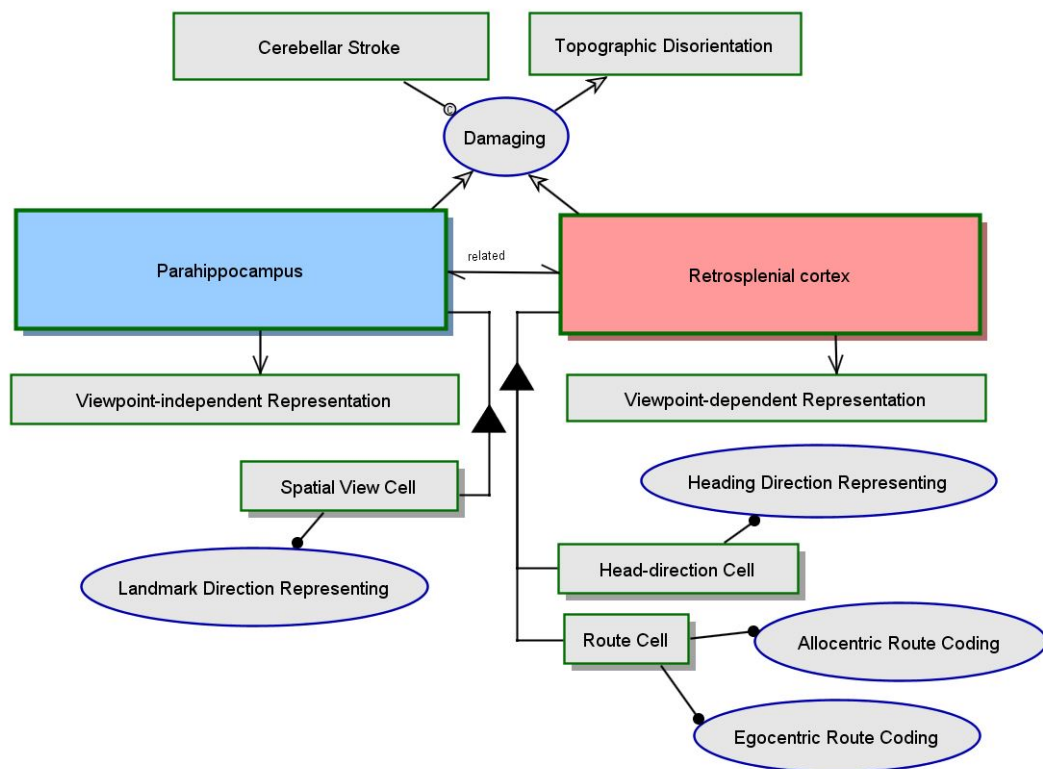 Cerebellar Stroke
Topographic Disorientation
©
Damaging
related
Parahippocampus
Retrosplenial cortex
Viewpoint-independent Representation
Viewpoint-dependent Representation
Spatial View Cell
Heading Direction Representing
Landmark Direction Representing
Head-direction Cell
Route Cell
Allocentric Route Coding
Egocentric Route Coding